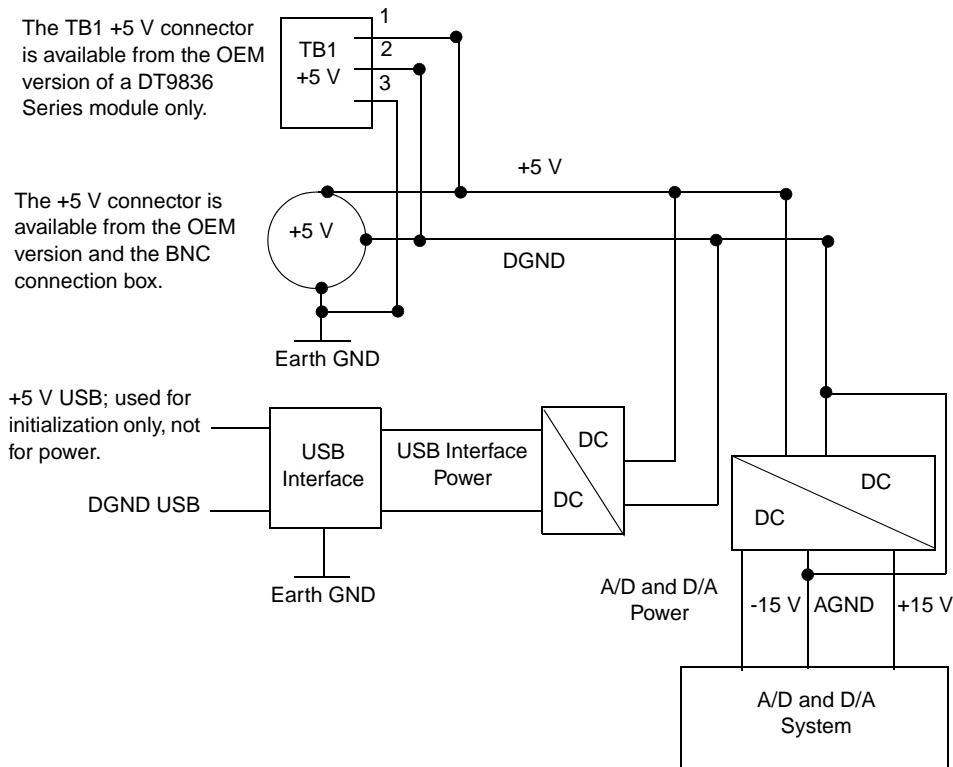 The TB1 +5 V connector
is available from the OEM
version of a DT9836
Series module only.
TB1
+5 V
1
2
3
+5 V
The +5 V connector is
available from the OEM
version and the BNC
connection box.
+5 V
DGND
Earth GND
+5 V USB; used for
initialization only, not
for power.
DGND USB
USB
Interface
USB Interface
Power
DC
DC
Earth GND
DC
DC
A/D and D/A
Power
-15 V
AGND
+15 V
A/D and D/A
System